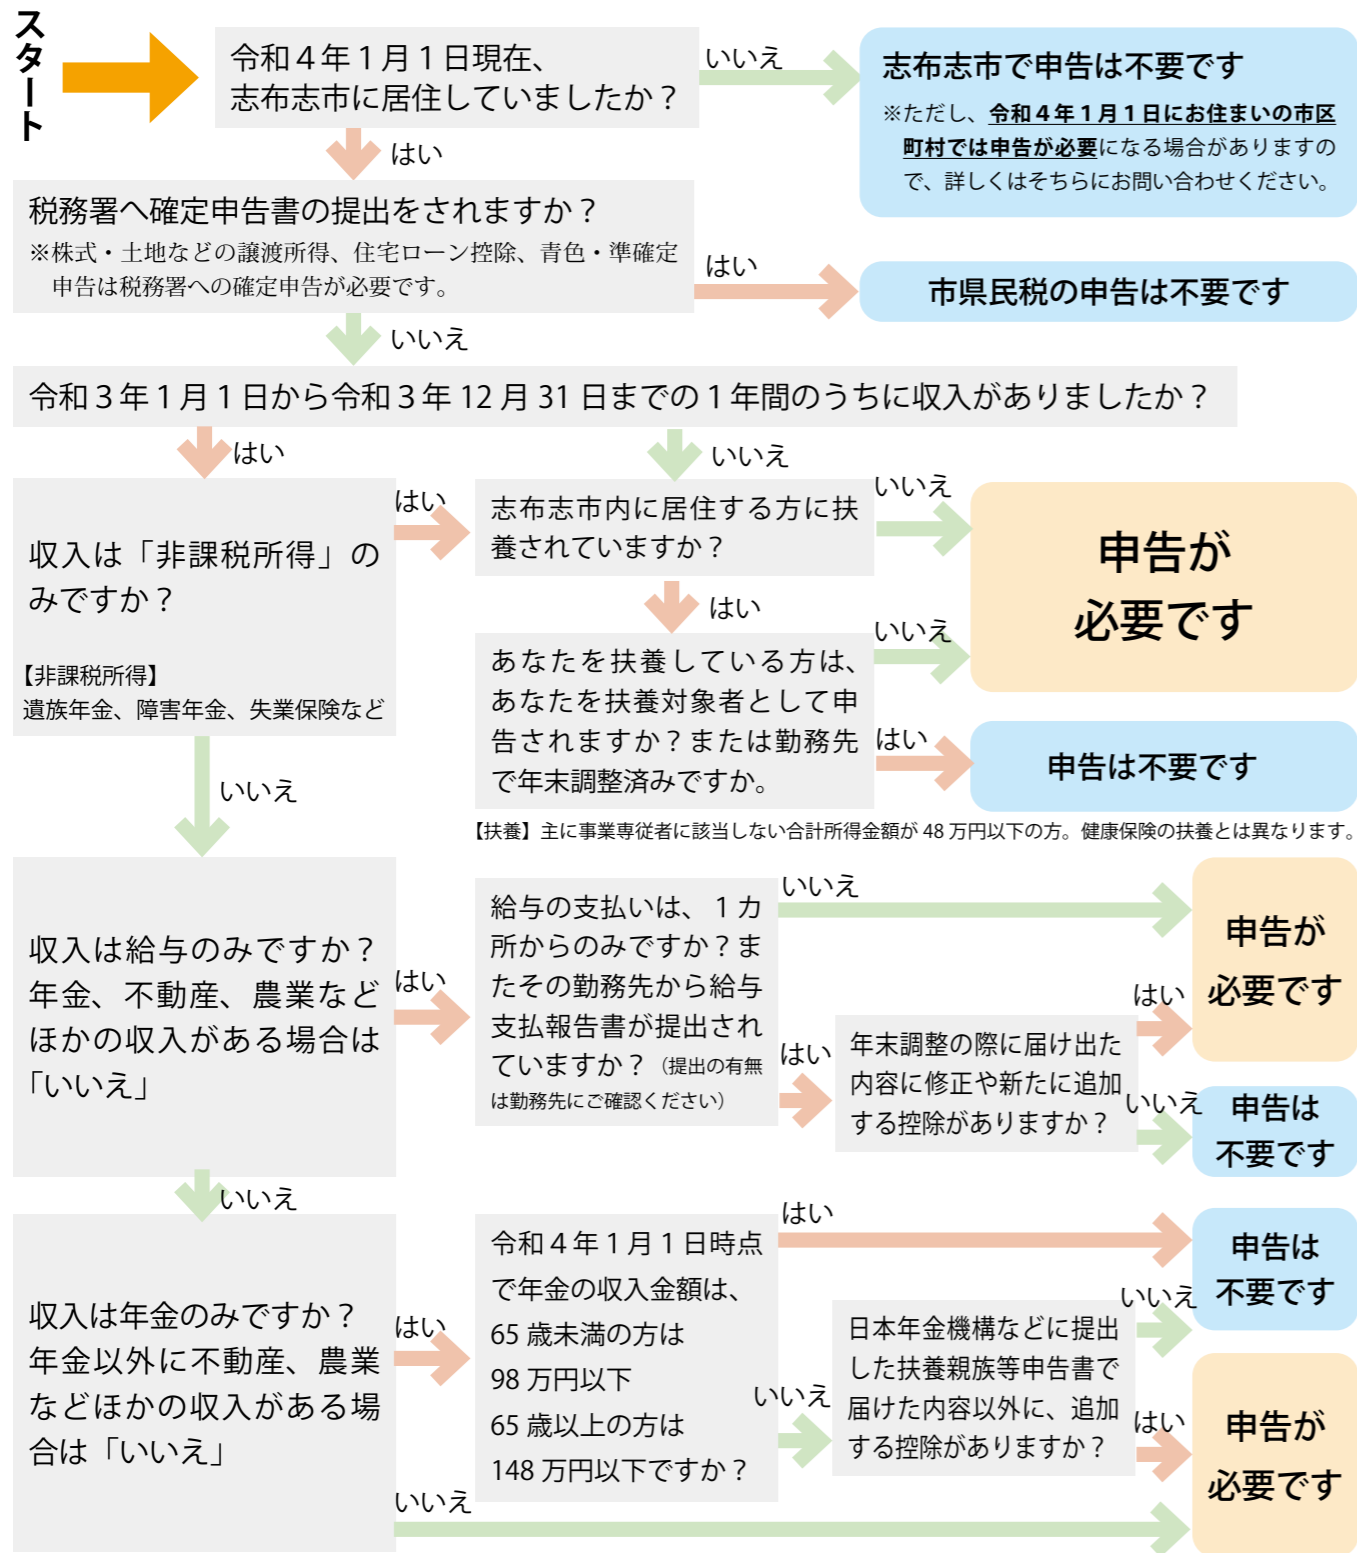 スタート
令和４年１月１日現在、
志布志市に居住していましたか？
いいえ
志布志市で申告は不要です
※ただし、令和４年１月１日にお住まいの市区
町村では申告が必要になる場合がありますの
で、詳しくはそちらにお問い合わせください。
はい
税務署へ確定申告書の提出をされますか？
※株式・土地などの譲渡所得、住宅ローン控除、青色・準確定
申告は税務署への確定申告が必要です。
はい
市県民税の申告は不要です
いいえ
令和３年１月１日から令和３年 12 月 31 日までの１年間のうちに収入がありましたか？
はい
いいえ
収入は「非課税所得」の
みですか？
【非課税所得】
遺族年金、障害年金、失業保険など
はい
志布志市内に居住する方に扶
養されていますか？
いいえ
申告が
必要です
はい
あなたを扶養している方は、
あなたを扶養対象者として申
告されますか？または勤務先
で年末調整済みですか。
いいえ
はい
申告は不要です
【扶養】主に事業専従者に該当しない合計所得金額が 48 万円以下の方。健康保険の扶養とは異なります。
いいえ
収入は給与のみですか？
年金、不動産、農業など
ほかの収入がある場合は
「いいえ」
はい
給与の支払いは、１カ
所からのみですか？ま
たその勤務先から給与
支払報告書が提出され
ていますか？（提出の有無
は勤務先にご確認ください）
いいえ
申告が
必要です
はい
年末調整の際に届け出た
内容に修正や新たに追加
する控除がありますか？
はい
いいえ
申告は
不要です
いいえ
収入は年金のみですか？
年金以外に不動産、農業
などほかの収入がある場
合は「いいえ」
はい
令和４年１月１日時点
で年金の収入金額は、
65 歳未満の方は
98 万円以下
65 歳以上の方は
148 万円以下ですか？
はい
申告は
不要です
いいえ
日本年金機構などに提出
した扶養親族等申告書で
届けた内容以外に、追加
する控除がありますか？
いいえ
はい
申告が
必要です
いいえ